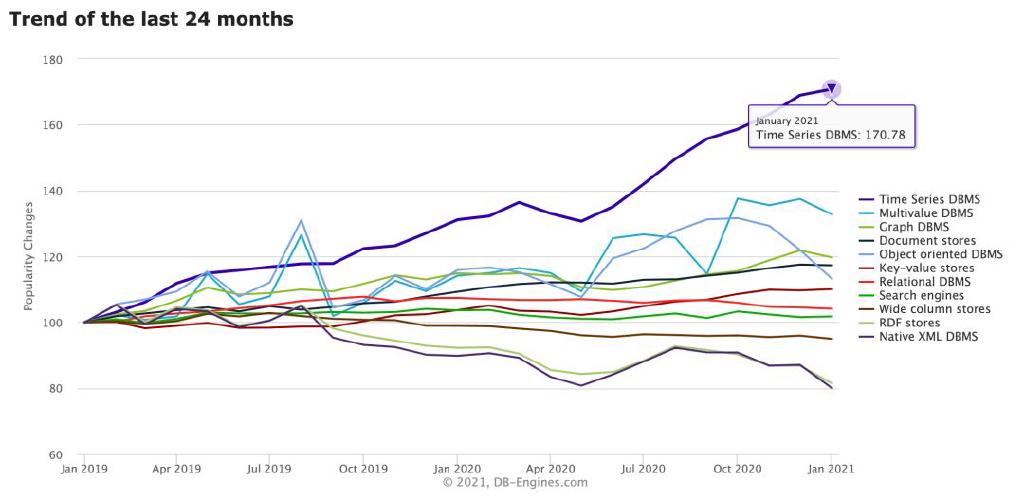 Trend of the last 24 months
180
160
140
120
100
80
60
Popularity Changes
January 2021
Time Series DBMS: 170.78
Time Series DBMS
Multivalue DBMS
Graph DBMS
Document stores
Object oriented DBMS
Key-value stores
Relational DBMS
Search engines
Wide column stores
RDF stores
Native XML DBMS
Jan 2019 Apr 2019 Jul 2019 Oct 2019 Jan 2020 Apr 2020 Jul 2020 Oct 2020 Jan 2021
© 2021, DB-Engines.com